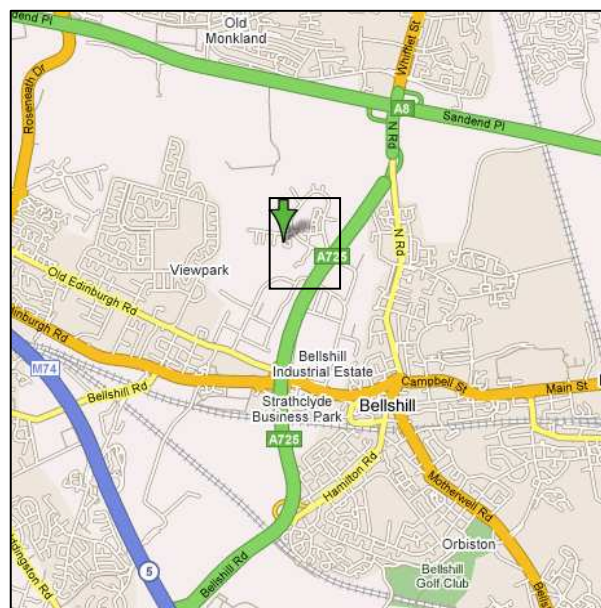 Old
Monkland
Sandend Pl
Roseneath Dr
Whifflet St
A8
Sandend Pl
N Rd
N Rd
A725
Viewpark
Old Edinburgh Rd
Bellshill
Industrial Estate
M74
Bellshill Rd
Campbell St
Main St
Strathclyde
Business Park
Bellshill
A725
Hamilton Rd
Motherwell Rd
Orbiston
5
Bellshill Rd
Bellshill
Golf Club